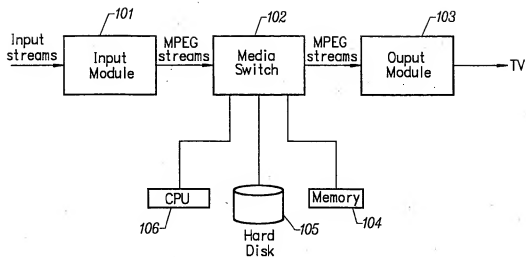 101
102
103
Input
streams
Input
Module
MPEG
streams
Media
Switch
MPEG
streams
Ouput
Module
TV
CPU
106
105
Hard
Disk
Memory
104